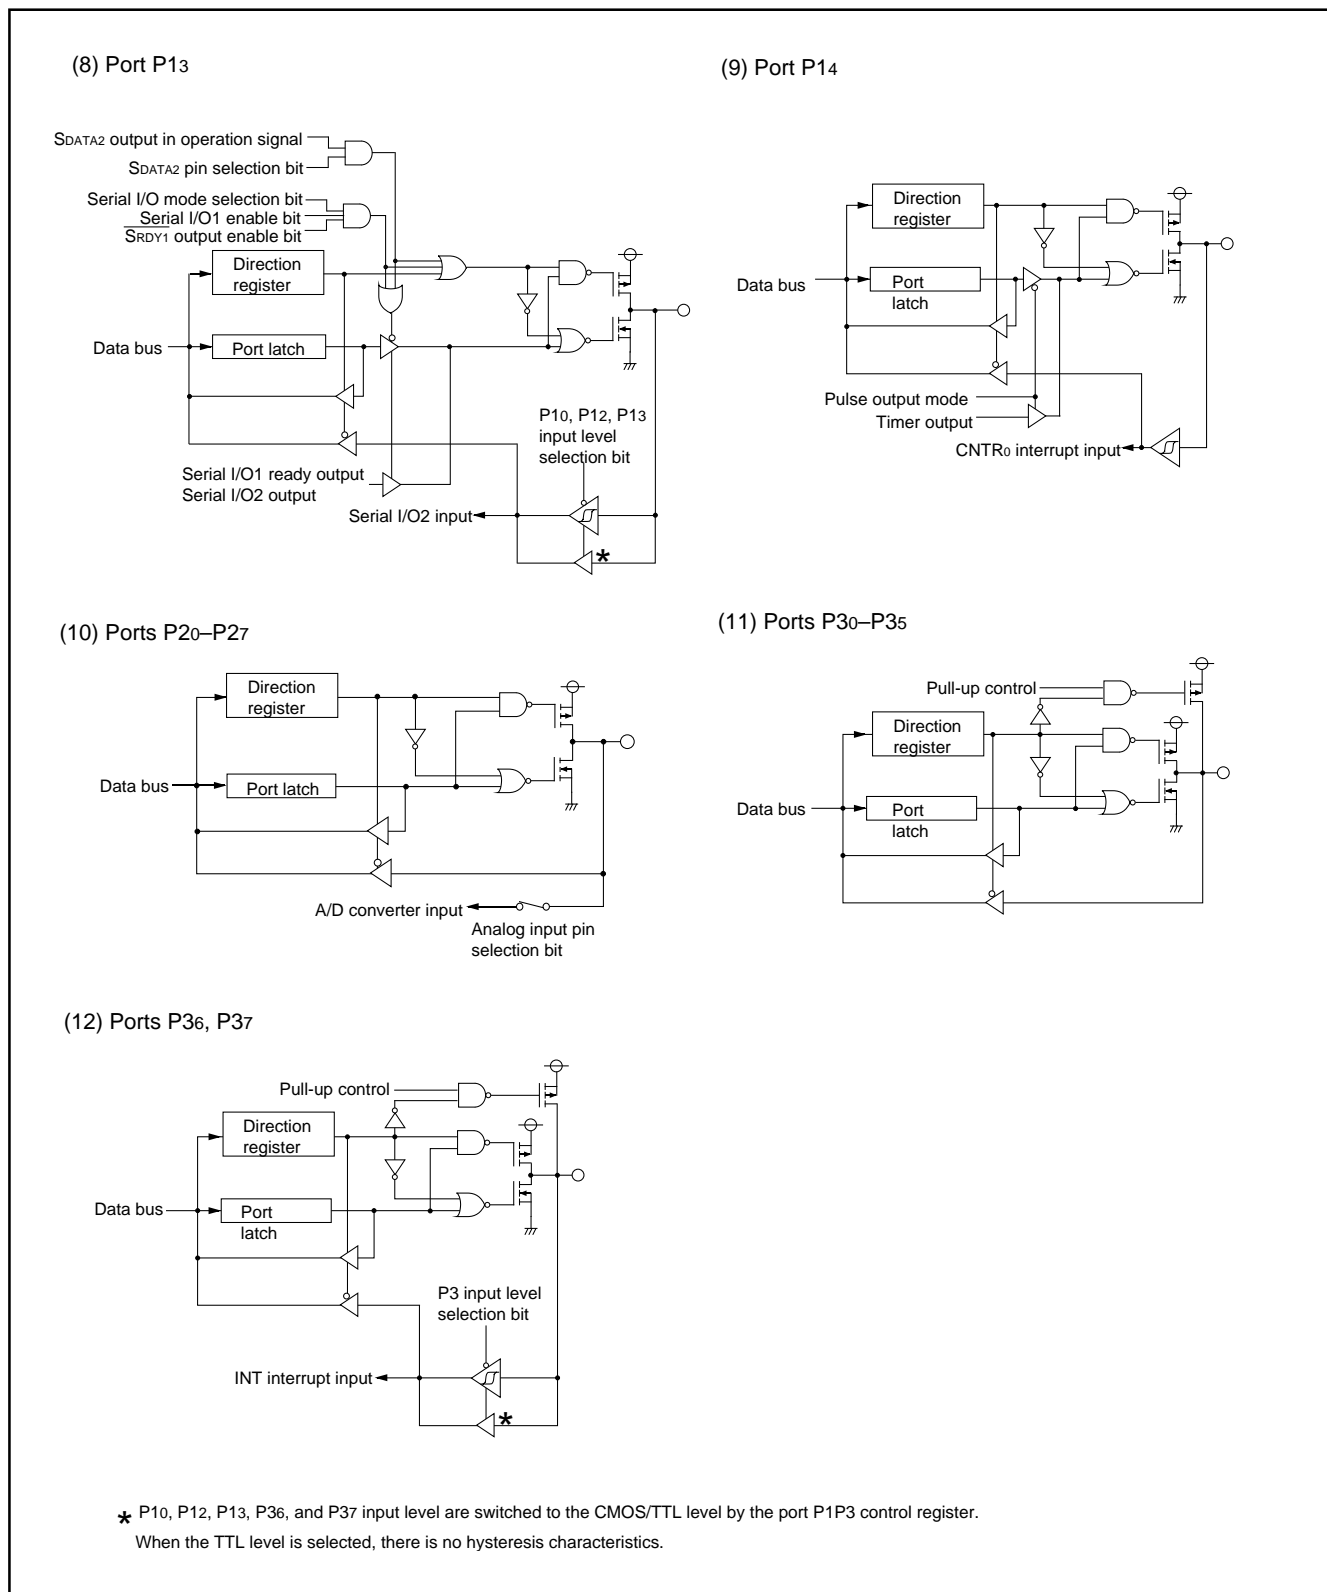 (8) Port P13
SDATA2 output in operation signal
SDATA2 pin selection bit
Serial I/O mode selection bit
Serial I/O1 enable bit
SRDY1 output enable bit
Direction
register
Data bus
Port latch
P10, P12, P13
input level
selection bit
Serial I/O1 ready output
Serial I/O2 output
Serial I/O2 input
*
(9) Port P14
Direction
register
Data bus
Port
latch
Pulse output mode
Timer output
CNTR0 interrupt input
(10) Ports P20–P27
Direction
register
Data bus
Port latch
A/D converter input
Analog input pin
selection bit
(11) Ports P30–P35
Pull-up control
Direction
register
Data bus
Port
latch
(12) Ports P36, P37
Pull-up control
Direction
register
Data bus
Port
latch
P3 input level
selection bit
INT interrupt input
*
* P10, P12, P13, P36, and P37 input level are switched to the CMOS/TTL level by the port P1P3 control register.
When the TTL level is selected, there is no hysteresis characteristics.